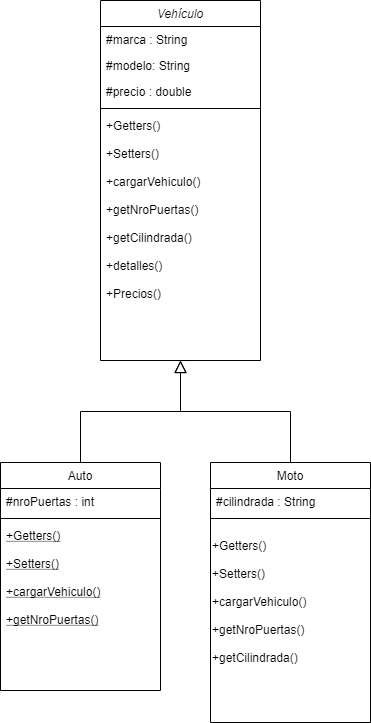 Vehículo
#marca : String
#modelo: String
#precio : double
+Getters()
+Setters()
+cargarVehiculo()
+getNroPuertas()
+getCilindrada()
+detalles()
+Precios()
Auto
#nroPuertas : int
+Getters()
+Setters()
+cargarVehiculo()
+getNroPuertas()
Moto
#cilindrada : String
+Getters()
+Setters()
+cargarVehiculo()
+getNroPuertas()
+getCilindrada()